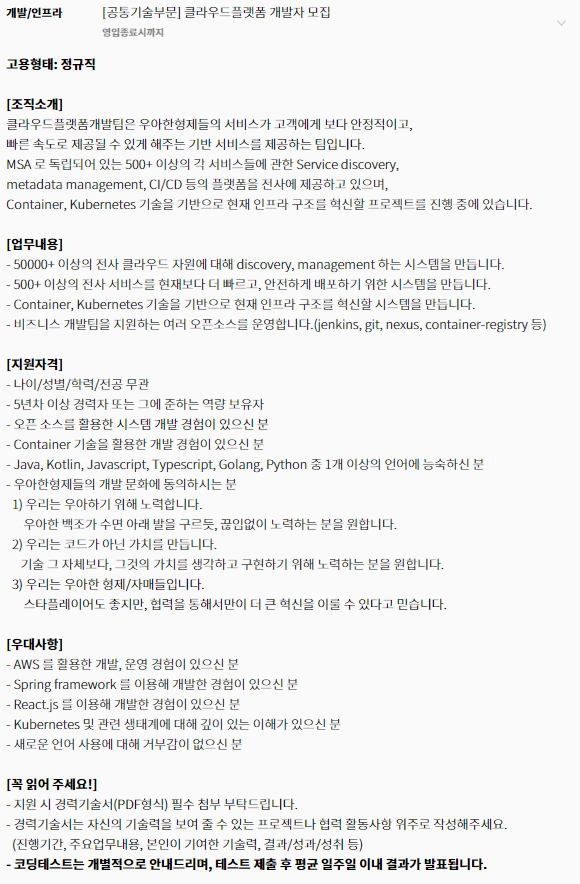 개발/인프라 [공통기술부문] 클라우드플랫폼 개발자 모집
영입종료시까지
고용형태: 정규직
[조직소개]
클라우드플랫폼개발팀은 우아한형제들의 서비스가 고객에게 보다 안정적이고,
빠른 속도로 제공될 수 있게 해주는 기반 서비스를 제공하는 팀입니다.
MSA 로 독립되어 있는 500+ 이상의 각 서비스들에 관한 Service discovery,
metadata management, CI/CD 등의 플랫폼을 전사에 제공하고 있으며,
Container, Kubernetes 기술을 기반으로 현재 인프라 구조를 혁신할 프로젝트를 진행 중에 있습니다.
[업무내용]
- 50000+ 이상의 전사 클라우드 자원에 대해 discovery, management 하는 시스템을 만듭니다.
- 500+ 이상의 전사 서비스를 현재보다 더 빠르고, 안전하게 배포하기 위한 시스템을 만듭니다.
- Container, Kubernetes 기술을 기반으로 현재 인프라 구조를 혁신할 시스템을 만듭니다.
- 비즈니스 개발팀을 지원하는 여러 오픈소스를 운영합니다.(jenkins, git, nexus, container-registry 등)
[지원자격]
- 나이/성별/학력/전공 무관
- 5년차 이상 경력자 또는 그에 준하는 역량 보유자
- 오픈 소스를 활용한 시스템 개발 경험이 있으신 분
- Container 기술을 활용한 개발 경험이 있으신 분
- Java, Kotlin, Javascript, Typescript, Golang, Python 중 1개 이상의 언어에 능숙하신 분
- 우아한형제들의 개발 문화에 동의하시는 분
1) 우리는 우아하기 위해 노력합니다.
우아한 백조가 수면 아래 발을 구르듯, 끊임없이 노력하는 분을 원합니다.
2) 우리는 코드가 아닌 가치를 만듭니다.
기술 그 자체보다, 그것의 가치를 생각하고 구현하기 위해 노력하는 분을 원합니다.
3) 우리는 우아한 형제/자매들입니다.
스타플레이어도 좋지만, 협력을 통해서만이 더 큰 혁신을 이룰 수 있다고 믿습니다.
[우대사항]
- AWS 를 활용한 개발, 운영 경험이 있으신 분
- Spring framework 를 이용해 개발한 경험이 있으신 분
- React.js 를 이용해 개발한 경험이 있으신 분
- Kubernetes 및 관련 생태계에 대해 깊이 있는 이해가 있으신 분
- 새로운 언어 사용에 대해 거부감이 없으신 분
[꼭 읽어 주세요!]
- 지원 시 경력기술서(PDF형식) 필수 첨부 부탁드립니다.
- 경력기술서는 자신의 기술력을 보여 줄 수 있는 프로젝트나 협력 활동사항 위주로 작성해주세요.
(진행기간, 주요업무내용, 본인이 기여한 기술력, 결과/성과/성취 등)
- 코딩테스트는 개별적으로 안내드리며, 테스트 제출 후 평균 일주일 이내 결과가 발표됩니다.